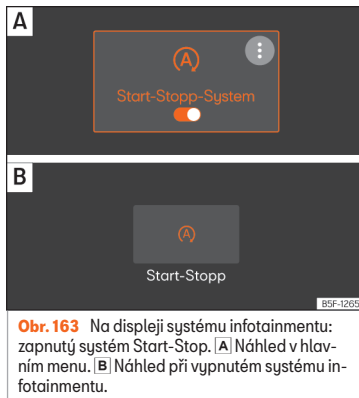 A
A
Start-Stopp-System
B
A
Start-Stopp
B5F-1265
Obr. 163 Na displeji systému infotainmentu:
zapnutý systém Start-Stop. A Náhled v hlav-
ním menu. B Náhled při vypnutém systému in-
fotainmentu.